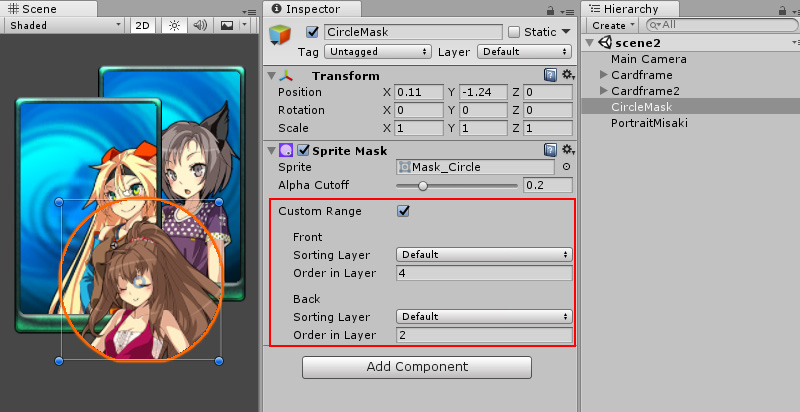 Scene
Shaded
2D
Inspector
CircleMask
Static
Tag
Untagged
Layer
Default
Transform
Position X 0.11 Y -1.24 Z 0
Rotation X 0 Y 0 Z 0
Scale X 1 Y 1 Z 1
Sprite Mask
Sprite Mask_Circle
Alpha Cutoff 0.2
Custom Range
Front
Sorting Layer Default
Order in Layer 4
Back
Sorting Layer Default
Order in Layer 2
Add Component
Hierarchy
Create
All
scene2
Main Camera
Cardframe
Cardframe2
CircleMask
PortraitMisaki